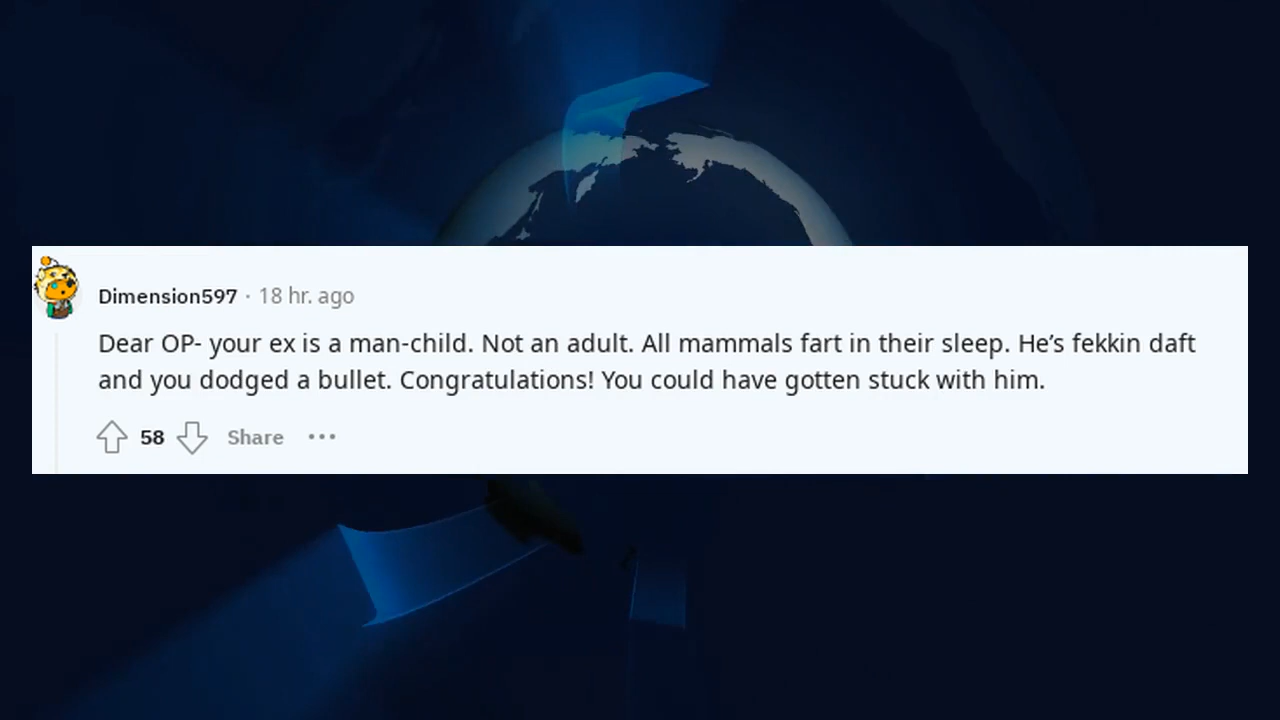 Dimension597 · 18 hr. ago
Dear OP- your ex is a man-child. Not an adult. All mammals fart in their sleep. He’s fekkin daft
and you dodged a bullet. Congratulations! You could have gotten stuck with him.
58 Share •••